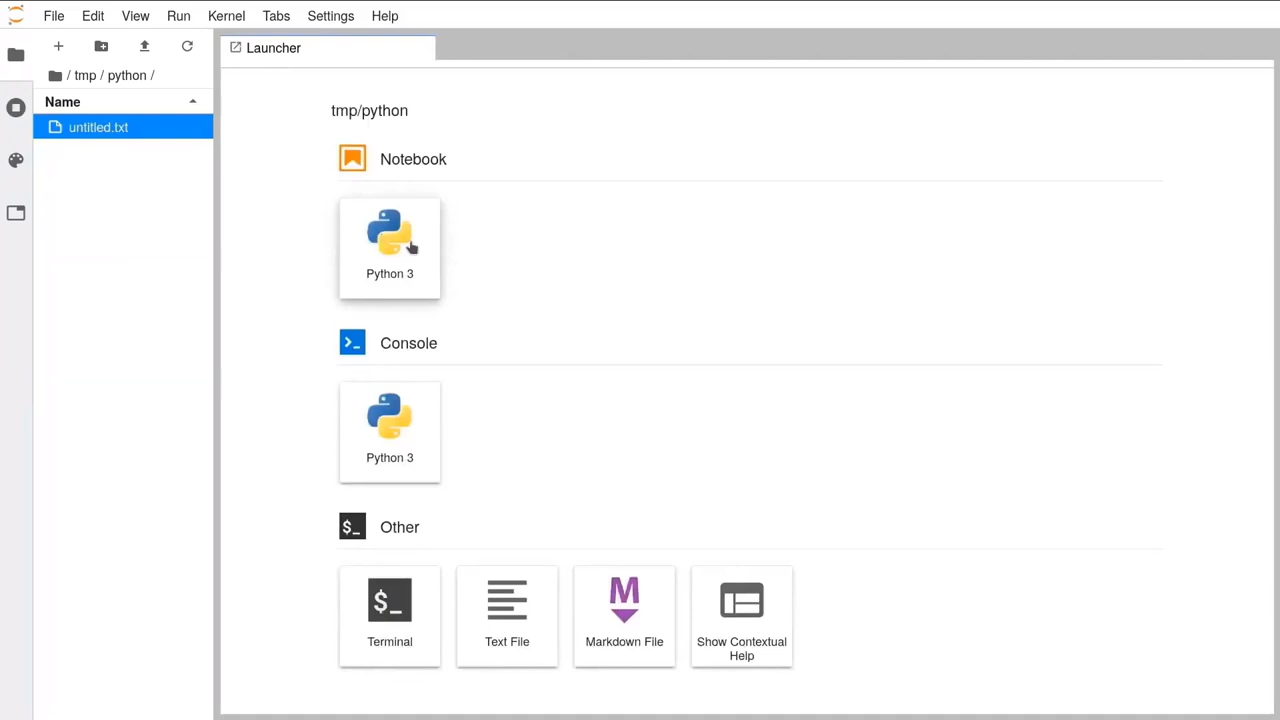 File Edit View Run Kernel Tabs Settings Help
/ tmp / python /
Name
untitled.txt
Launcher
tmp/python
Notebook
Python 3
Console
Python 3
$_ Other
$_
Terminal
Text File
M
Markdown File
Show Contextual
Help